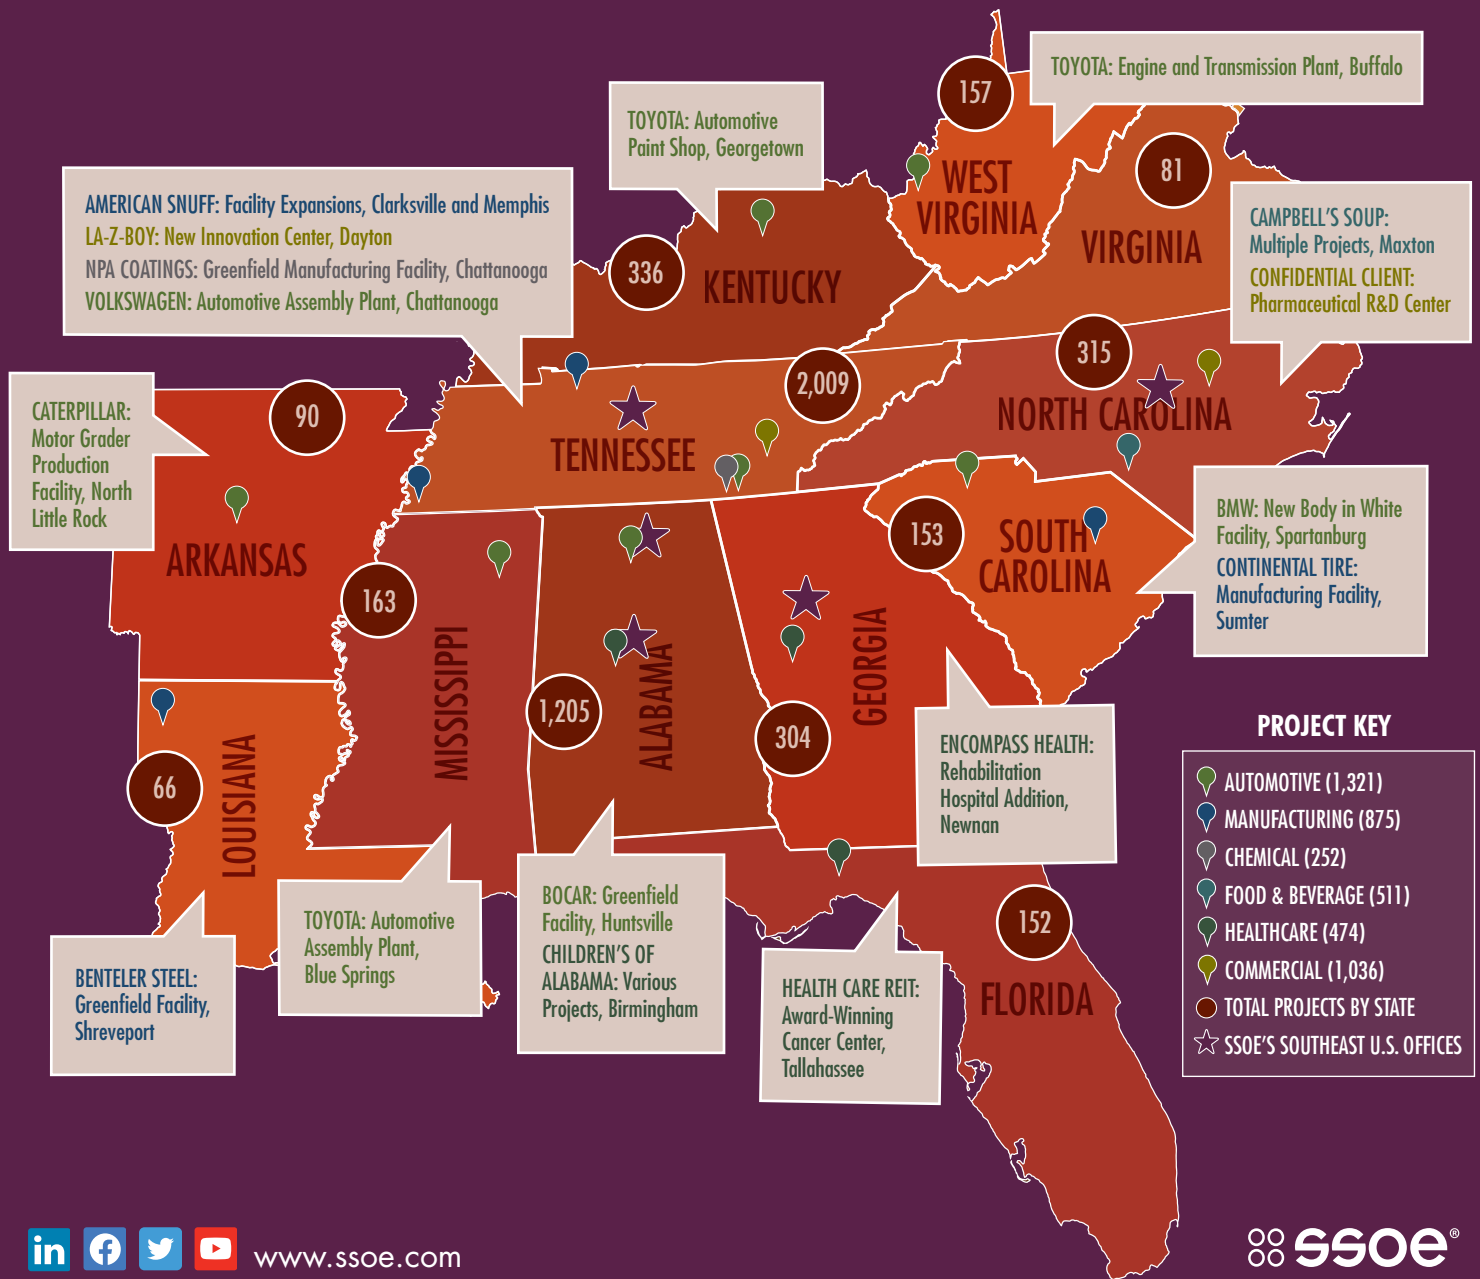 157
TOYOTA: Engine and Transmission Plant, Buffalo
TOYOTA: Automotive
Paint Shop, Georgetown
WEST
VIRGINIA
81
VIRGINIA
AMERICAN SNUFF: Facility Expansions, Clarksville and Memphis
LA-Z-BOY: New Innovation Center, Dayton
NPA COATINGS: Greenfield Manufacturing Facility, Chattanooga
VOLKSWAGEN: Automotive Assembly Plant, Chattanooga
336
KENTUCKY
CAMPBELL'S SOUP:
Multiple Projects, Maxton
CONFIDENTIAL CLIENT:
Pharmaceutical R&D Center
315
NORTH CAROLINA
2,009
TENNESSEE
CATERPILLAR:
Motor Grader
Production
Facility, North
Little Rock
90
ARKANSAS
163
MISSISSIPPI
153
SOUTH
CAROLINA
BMW: New Body in White
Facility, Spartanburg
CONTINENTAL TIRE:
Manufacturing Facility,
Sumter
1,205
ALABAMA
304
GEORGIA
66
LOUISIANA
ENCOMPASS HEALTH:
Rehabilitation
Hospital Addition,
Newnan
BENTELER STEEL:
Greenfield Facility,
Shreveport
TOYOTA: Automotive
Assembly Plant,
Blue Springs
BOCAR: Greenfield
Facility, Huntsville
CHILDREN'S OF
ALABAMA: Various
Projects, Birmingham
HEALTH CARE REIT:
Award-Winning
Cancer Center,
Tallahassee
152
FLORIDA
PROJECT KEY
AUTOMOTIVE (1,321)
MANUFACTURING (875)
CHEMICAL (252)
FOOD & BEVERAGE (511)
HEALTHCARE (474)
COMMERCIAL (1,036)
TOTAL PROJECTS BY STATE
SSOE'S SOUTHEAST U.S. OFFICES
in
www.ssoe.com
ssoe®